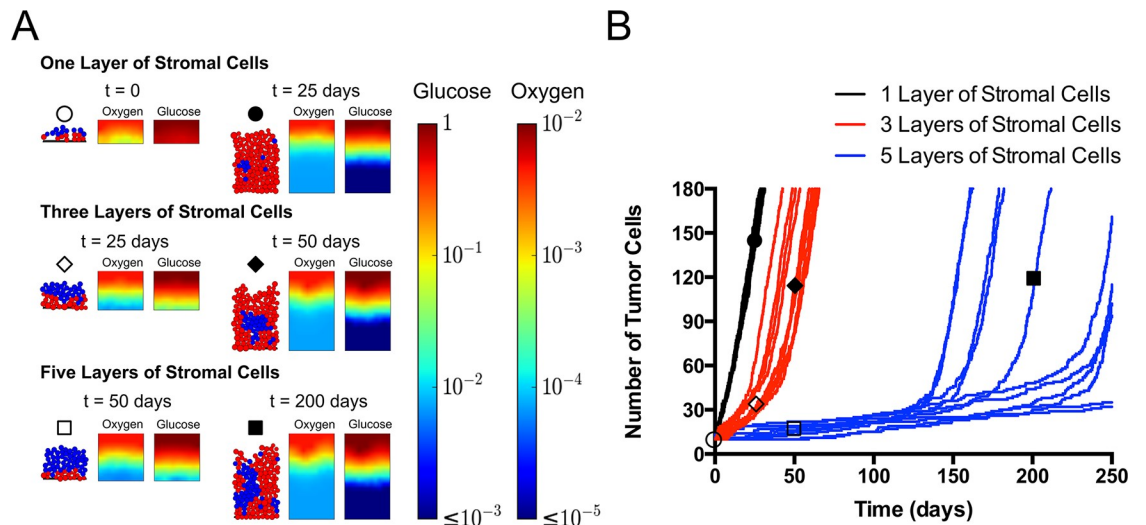 A
One Layer of Stromal Cells
t = 0
t = 25 days
Oxygen Glucose
Oxygen Glucose
Three Layers of Stromal Cells
t = 25 days
t = 50 days
Oxygen Glucose
Oxygen Glucose
Five Layers of Stromal Cells
t = 50 days
t = 200 days
Oxygen Glucose
Oxygen Glucose
Glucose
1
10⁻¹
10⁻²
≤10⁻³
Oxygen
10⁻²
10⁻³
10⁻⁴
≤10⁻⁵
B
1 Layer of Stromal Cells
3 Layers of Stromal Cells
5 Layers of Stromal Cells
Number of Tumor Cells
180
150
120
90
60
30
0
0 50 100 150 200 250
Time (days)